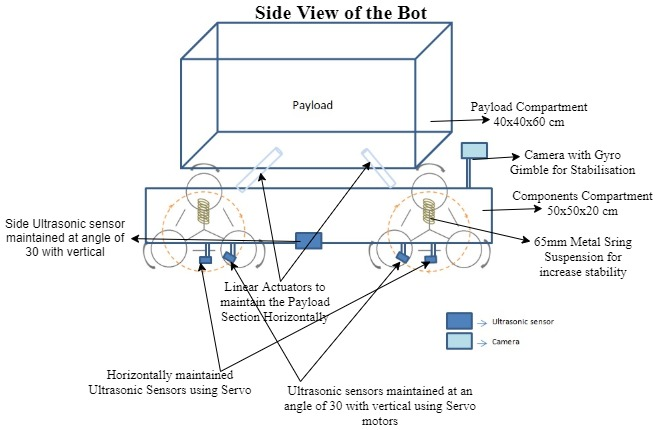 Side View of the Bot
Payload
Payload Compartment
40x40x60 cm
Camera with Gyro
Gimble for Stabilisation
Components Compartment
50x50x20 cm
Side Ultrasonic sensor
maintained at angle of
30 with vertical
65mm Metal Sring
Suspension for
increase stability
Linear Actuators to
maintain the Payload
Section Horizontally
Ultrasonic sensor
Camera
Horizontally maintained
Ultrasonic Sensors using Servo
Ultrasonic sensors maintained at an
angle of 30 with vertical using Servo
motors